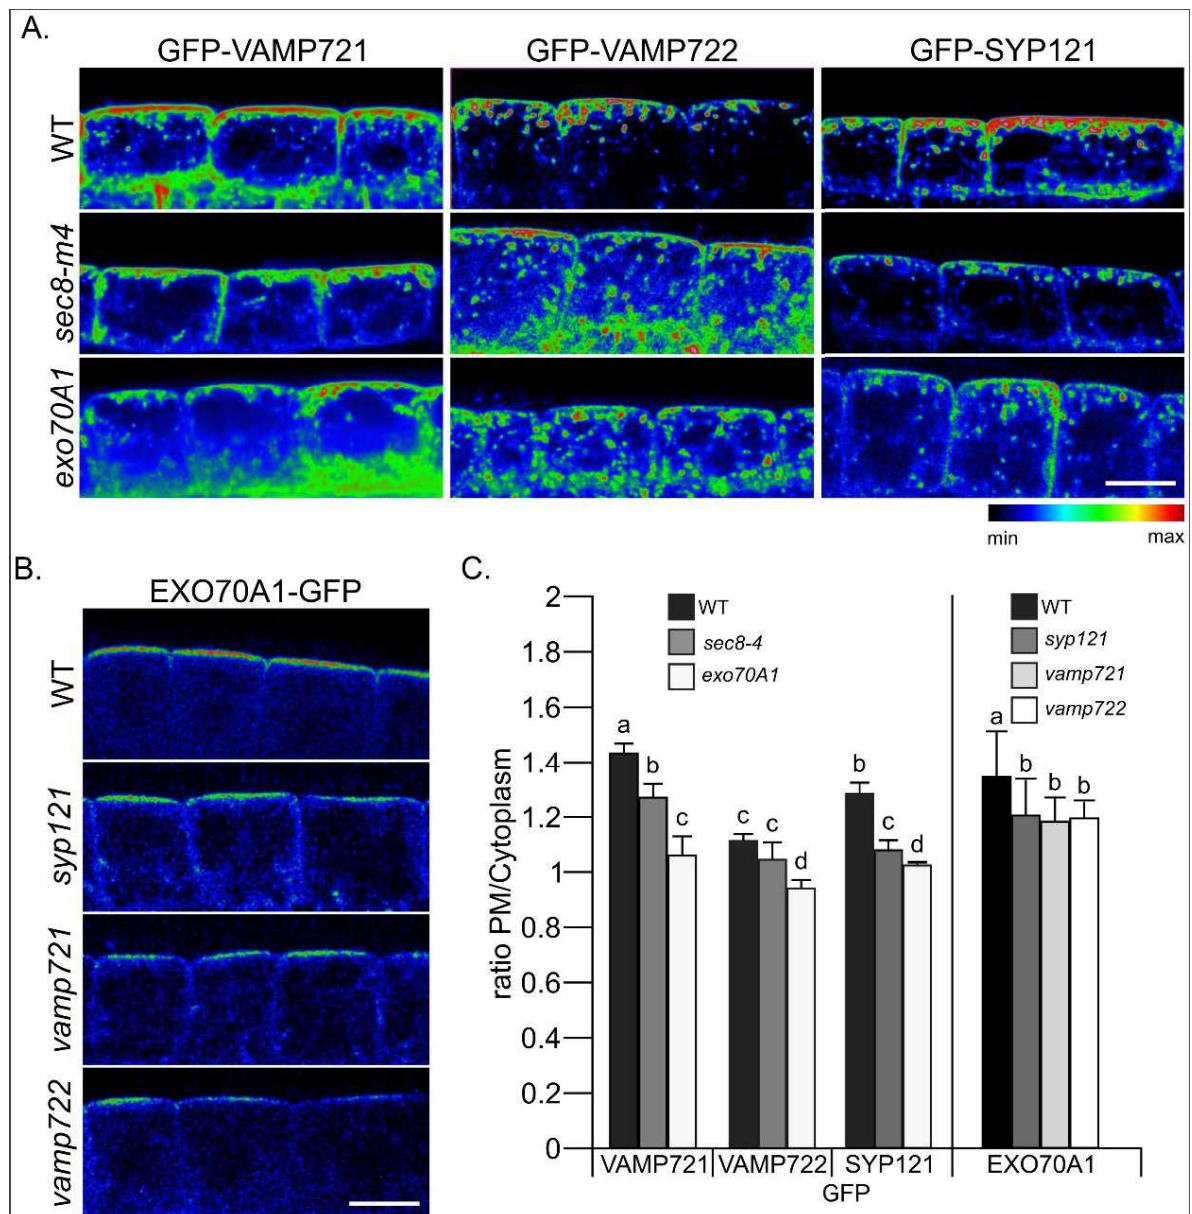 A.
GFP-VAMP721 GFP-VAMP722 GFP-SYP121
WT
sec8-m4
exo70A1
min max
B.
EXO70A1-GFP
WT
syp121
vamp721
vamp722
C.
ratio PM/Cytoplasm
2
1.8
1.6
1.4
1.2
1
0.8
0.6
0.4
0.2
0
WT
sec8-4
exo70A1
WT
syp121
vamp721
vamp722
a b c c c d b c d a b b b
VAMP721 VAMP722 SYP121 EXO70A1
GFP